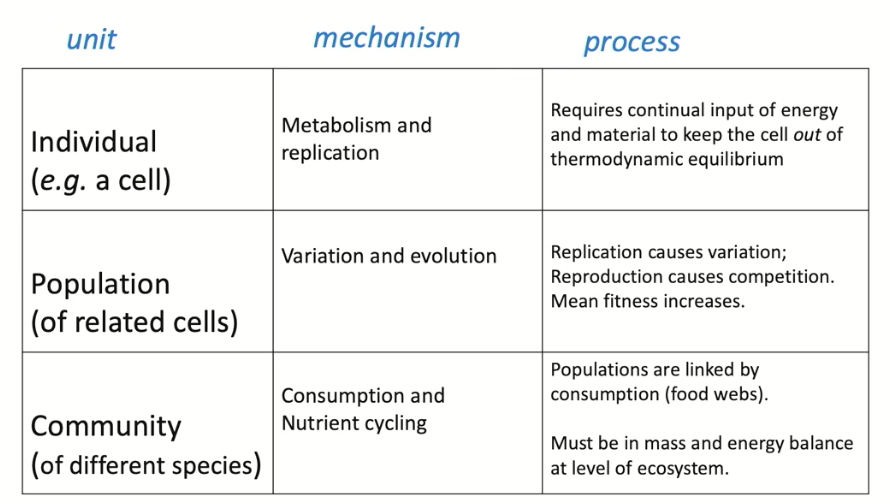 unit
mechanism
process
Individual
(e.g. a cell)
Metabolism and
replication
Requires continual input of energy
and material to keep the cell out of
thermodynamic equilibrium
Population
(of related cells)
Variation and evolution
Replication causes variation;
Reproduction causes competition.
Mean fitness increases.
Community
(of different species)
Consumption and
Nutrient cycling
Populations are linked by
consumption (food webs).
Must be in mass and energy balance
at level of ecosystem.